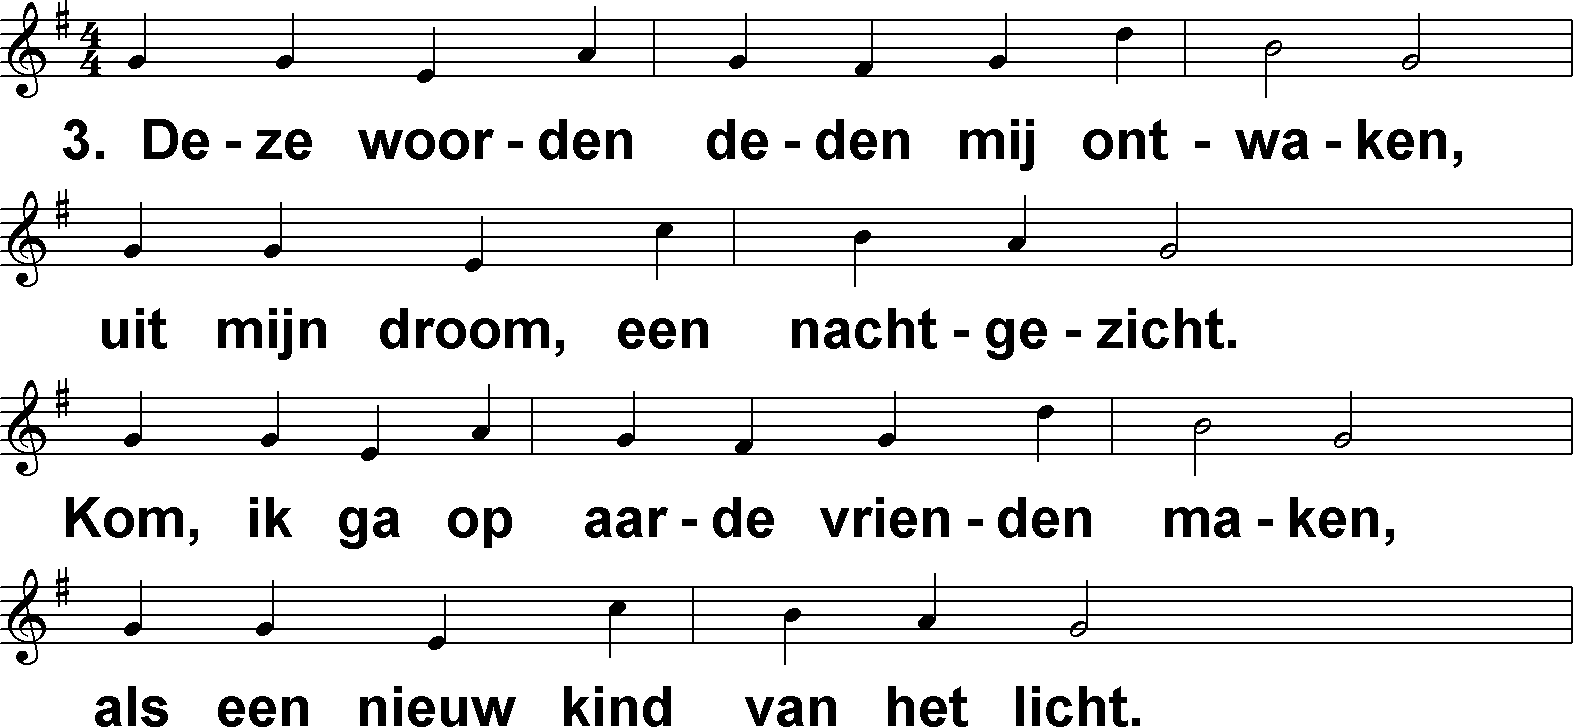 3. De - ze woor - den de - den mij ont - wa - ken,
uit mijn droom, een nacht - ge - zicht.
Kom, ik ga op aar - de vrien - den ma - ken,
als een nieuw kind van het licht.